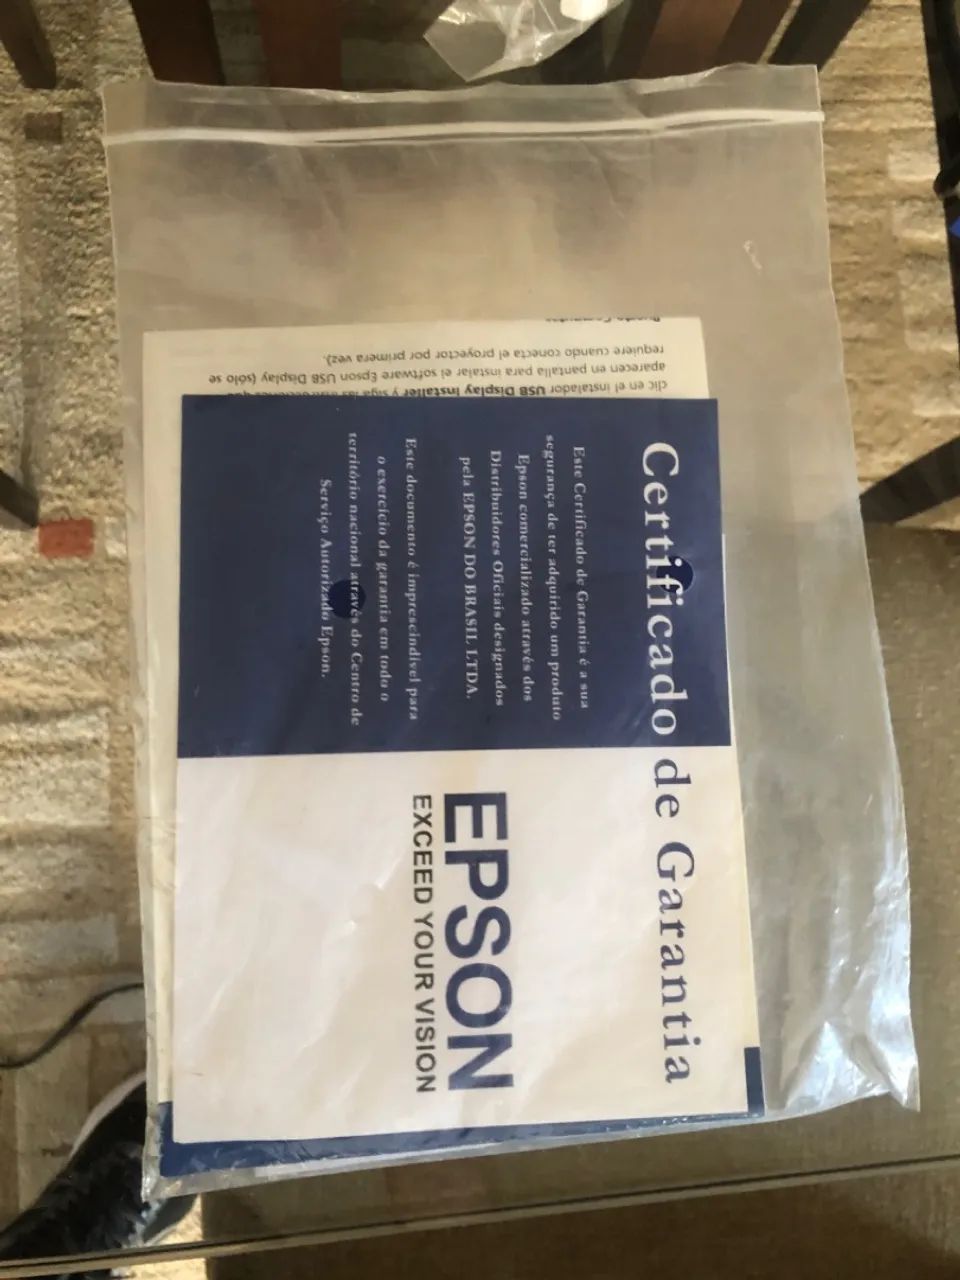 Certificado de Garantia
Este Certificado de Garantia é a sua
segurança de ter adquirido um produto
Epson comercializado através dos
Distribuidores Oficiais designados
pela EPSON DO BRASIL LTDA.
Este documento é imprescindível para
o exercício da garantia em todo o
território nacional através do Centro de
Serviço Autorizado Epson.
EPSON
EXCEED YOUR VISION
clic en el instalador USB Display Installer y siga las
aparecen en pantalla para instalar el software Epson USB Display (sólo se
requiere cuando conecta el proyector por primera vez).